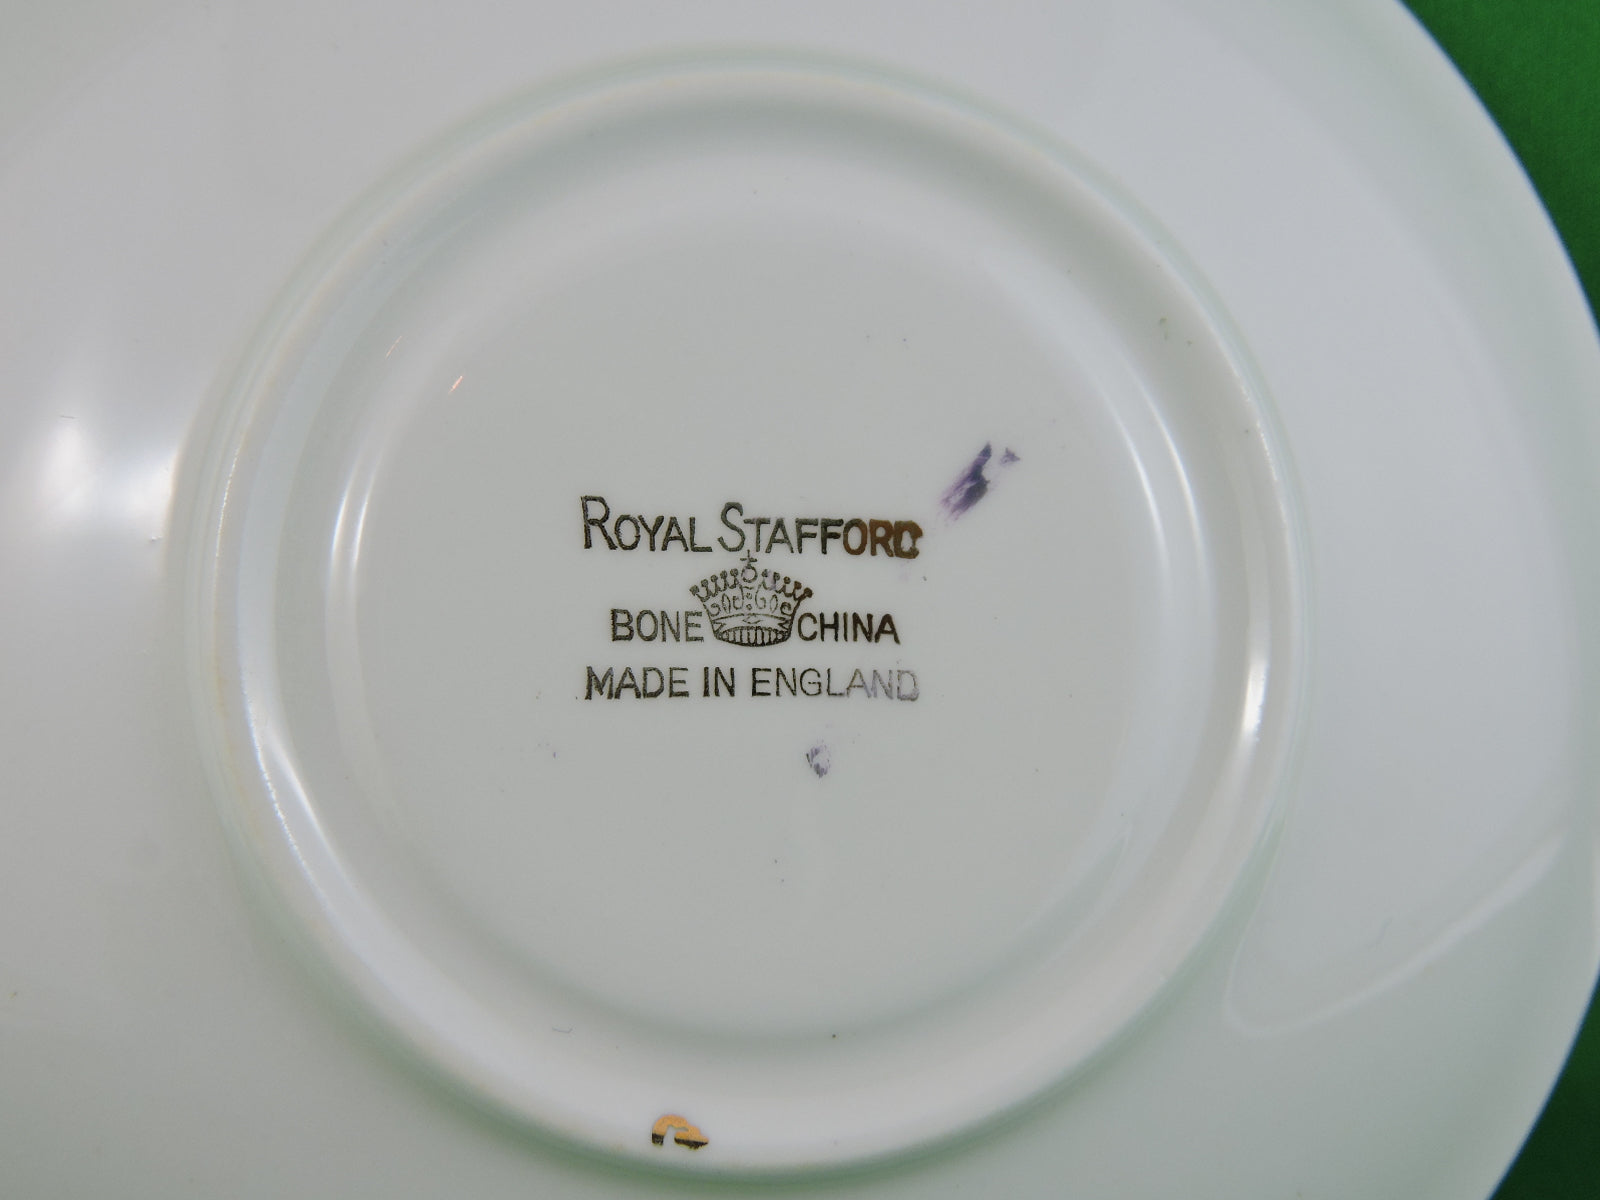 ROYAL STAFFORD
BONE CHINA
MADE IN ENGLAND